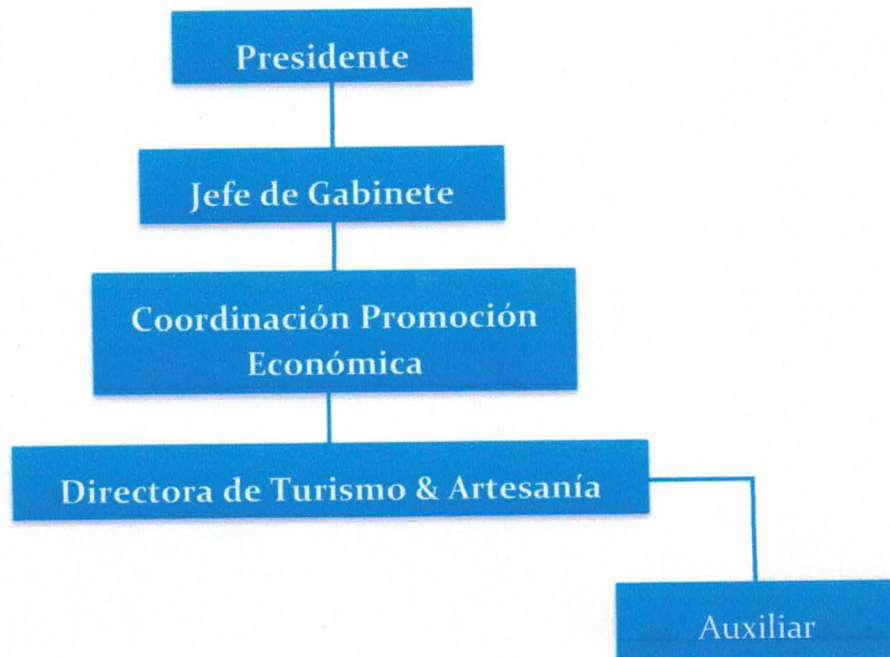 Presidente
Jefe de Gabinete
Coordinación Promoción
Económica
Directora de Turismo & Artesanía
Auxiliar